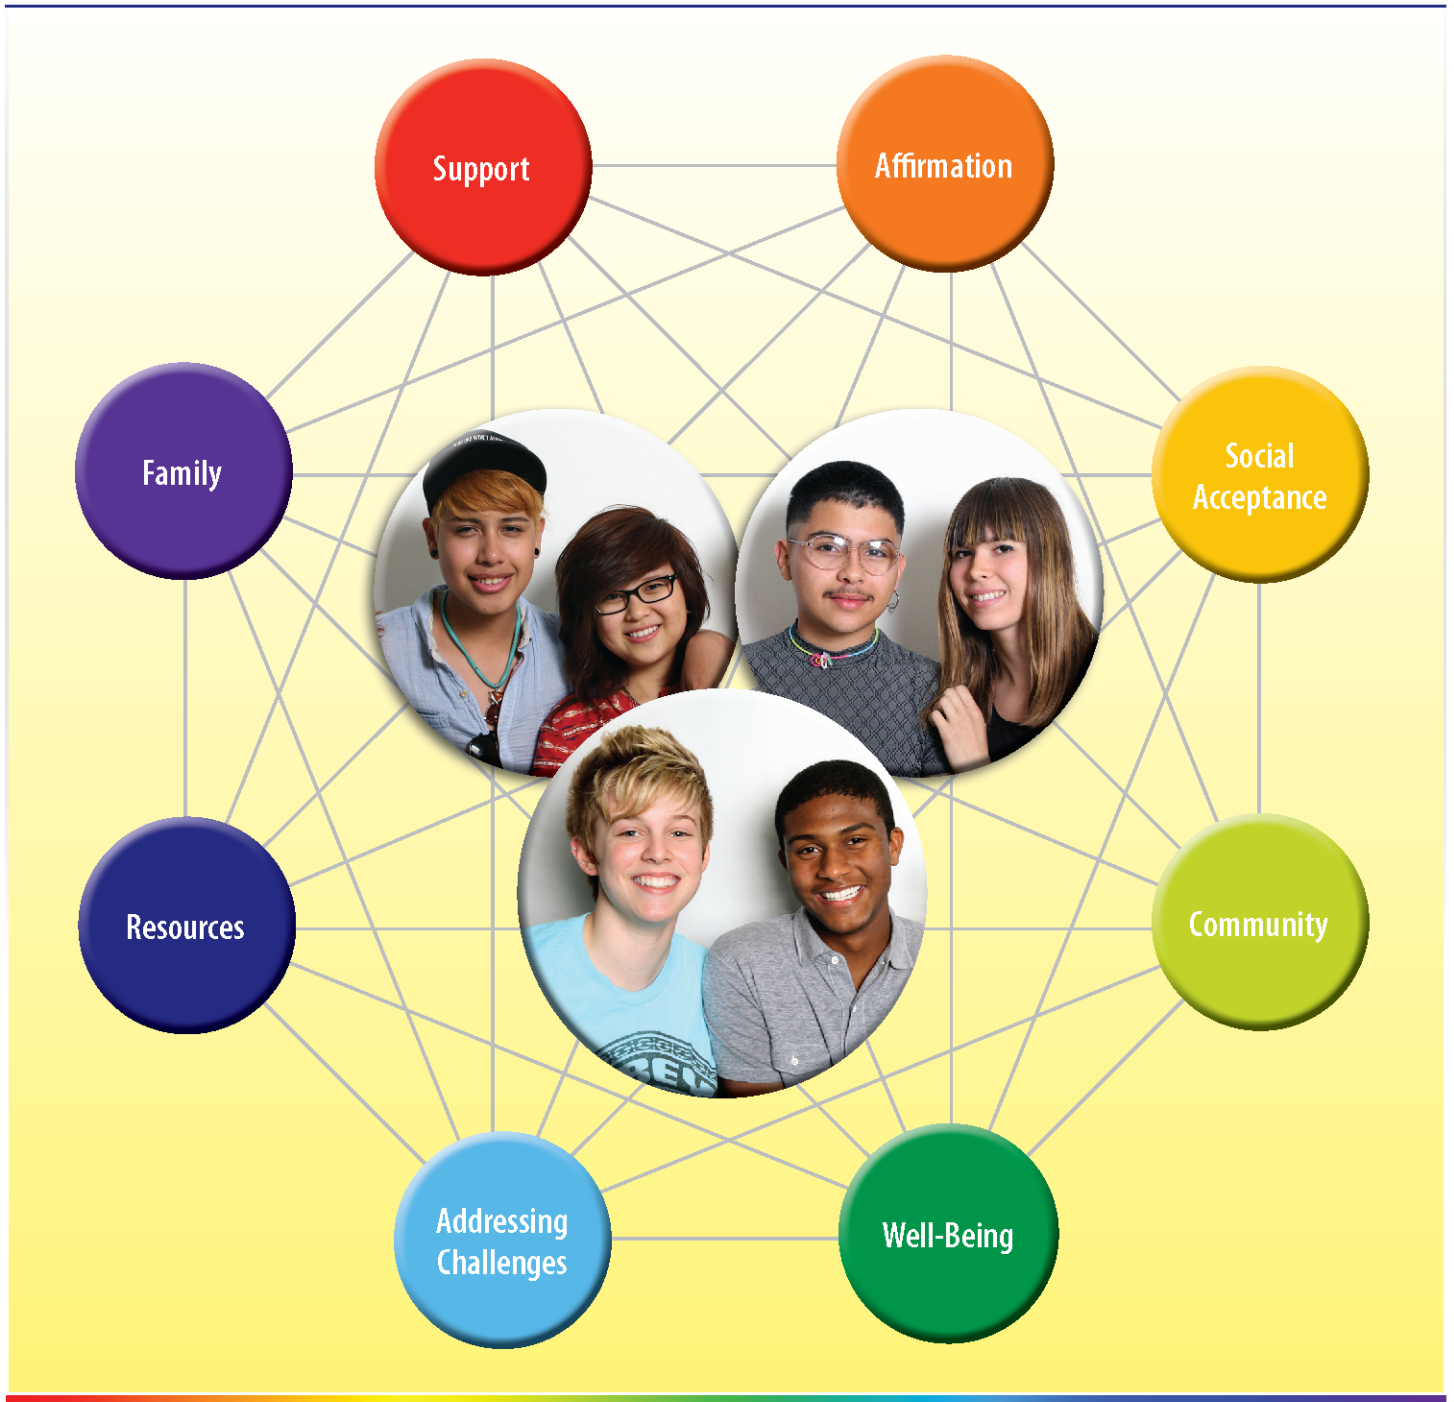 Support
Affirmation
Family
Social
Acceptance
Resources
Community
Addressing
Challenges
Well-Being